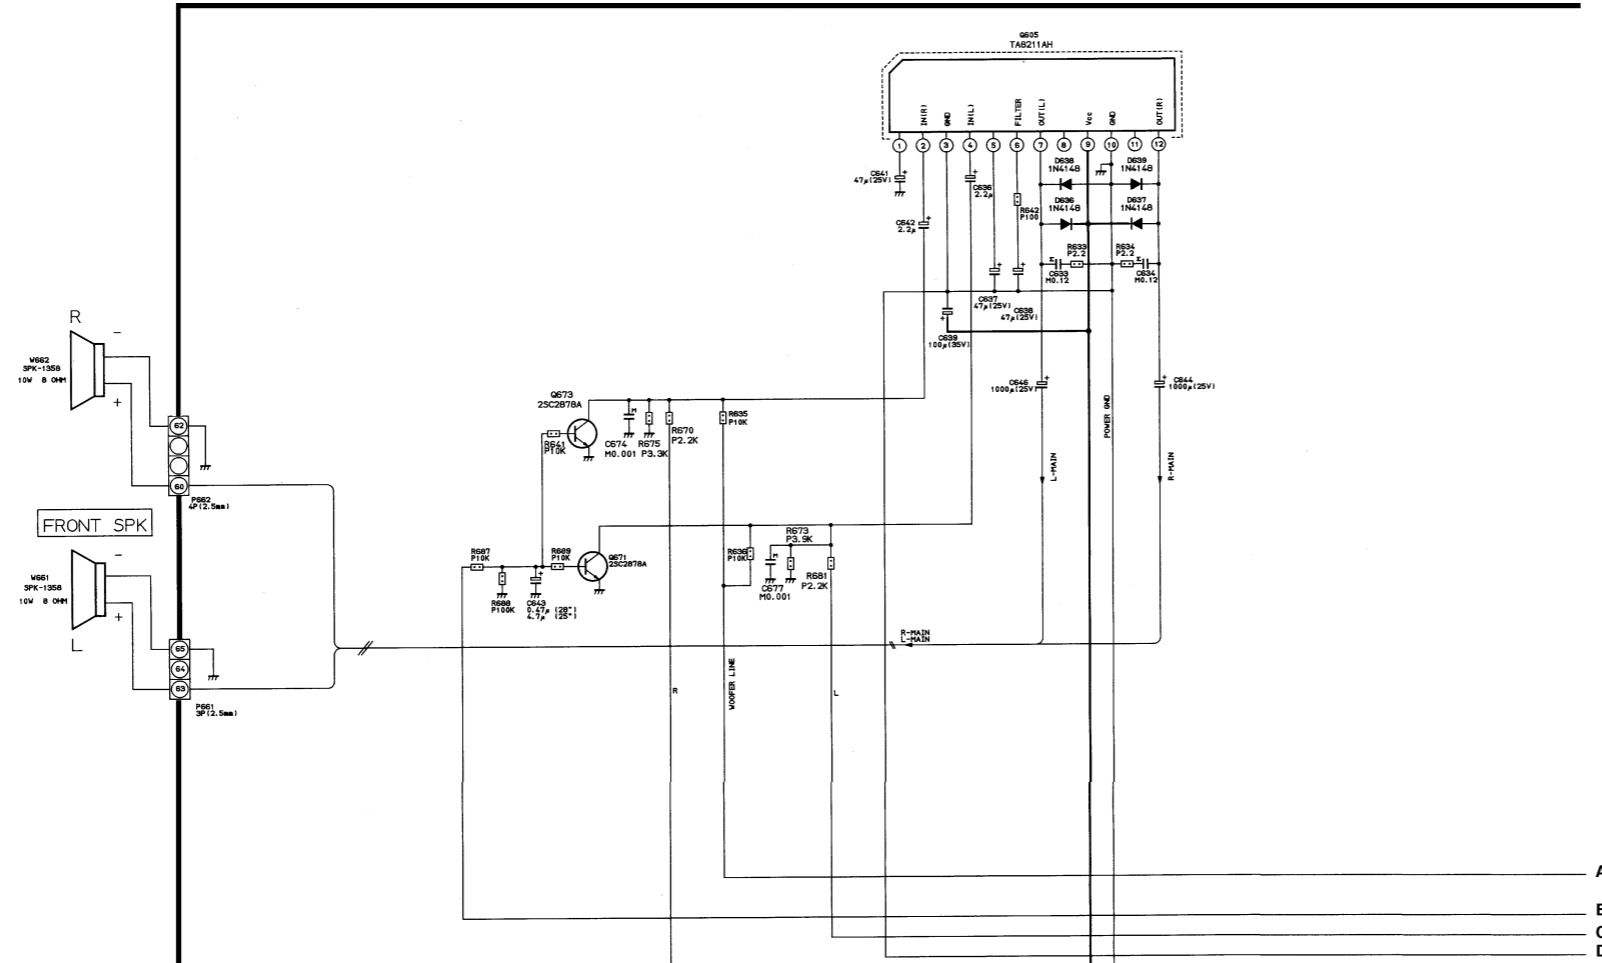 Q605
TA8211AH
IN(R)
GND
IN(L)
FILTER
OUT(L)
Vcc
GND
OUT(R)
1
2
3
4
5
6
7
8
9
10
11
12
C641
47μ(25V)
C636
2.2μ
C642
2.2μ
R642
P100
D638
1N4148
D639
1N4148
D636
1N4148
D637
1N4148
R633
P2.2
R634
P2.2
C633
M0.12
C634
M0.12
C637
47μ(25V)
C638
47μ(25V)
C639
100μ(35V)
C646
1000μ(25V)
C644
1000μ(25V)
POWER GND
L-MAIN
R-MAIN
R
-
W662
SPK-1358
10W 8 OHM
+
62
60
P662
4P(2.5mm)
FRONT SPK
-
W661
SPK-1358
10W 8 OHM
+
L
65
64
63
P661
3P(2.5mm)
Q673
2SC2878A
R641
P10K
C674
M0.001
R675
P3.3K
R670
P2.2K
R635
P10K
R687
P10K
R688
P100K
C643
0.47μ (28")
4.7μ (25")
R689
P10K
Q671
2SC2878A
R636
P10K
R673
P3.9K
C677
M0.001
R681
P2.2K
R-MAIN
L-MAIN
R
WOOFER LINE
L
A
B
C
D